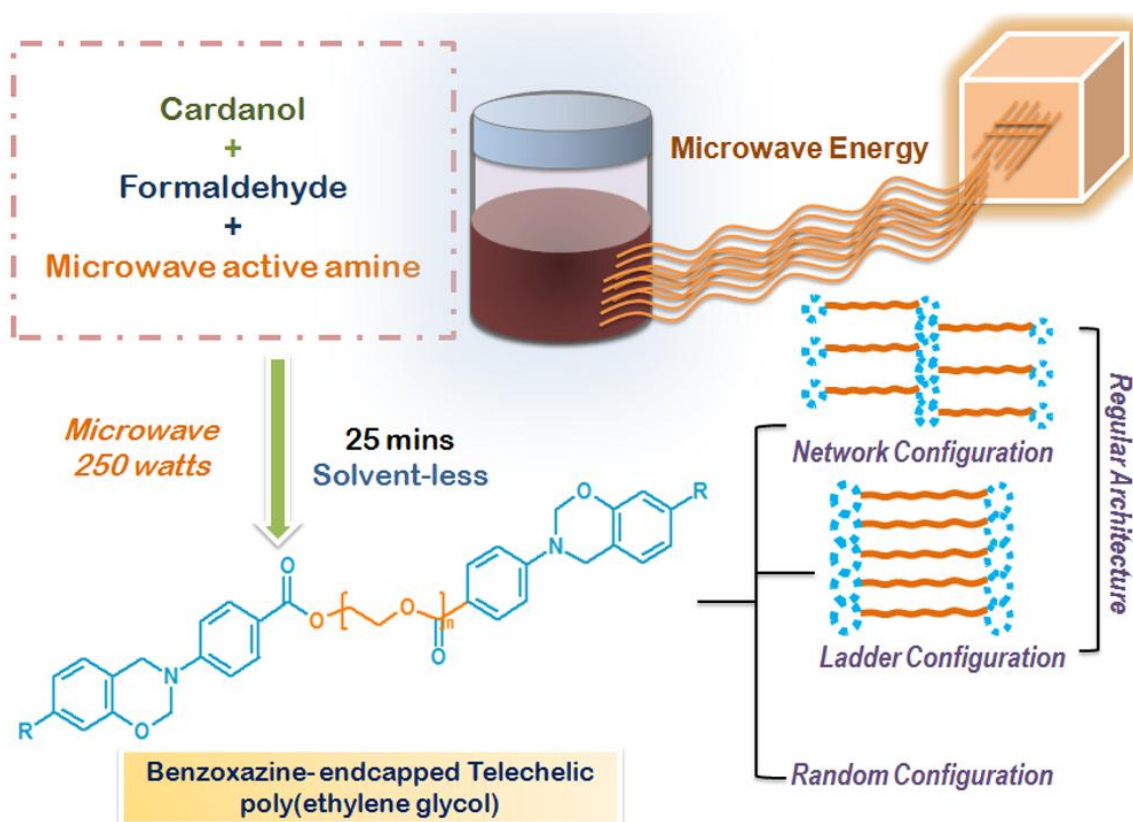 Cardanol
+
Formaldehyde
+
Microwave active amine
Microwave Energy
Microwave
250 watts
25 mins
Solvent-less
R
N
O
O
O
O
n
O
N
O
R
Benzoxazine-endcapped Telechelic
poly(ethylene glycol)
Network Configuration
Ladder Configuration
Regular Architecture
Random Configuration